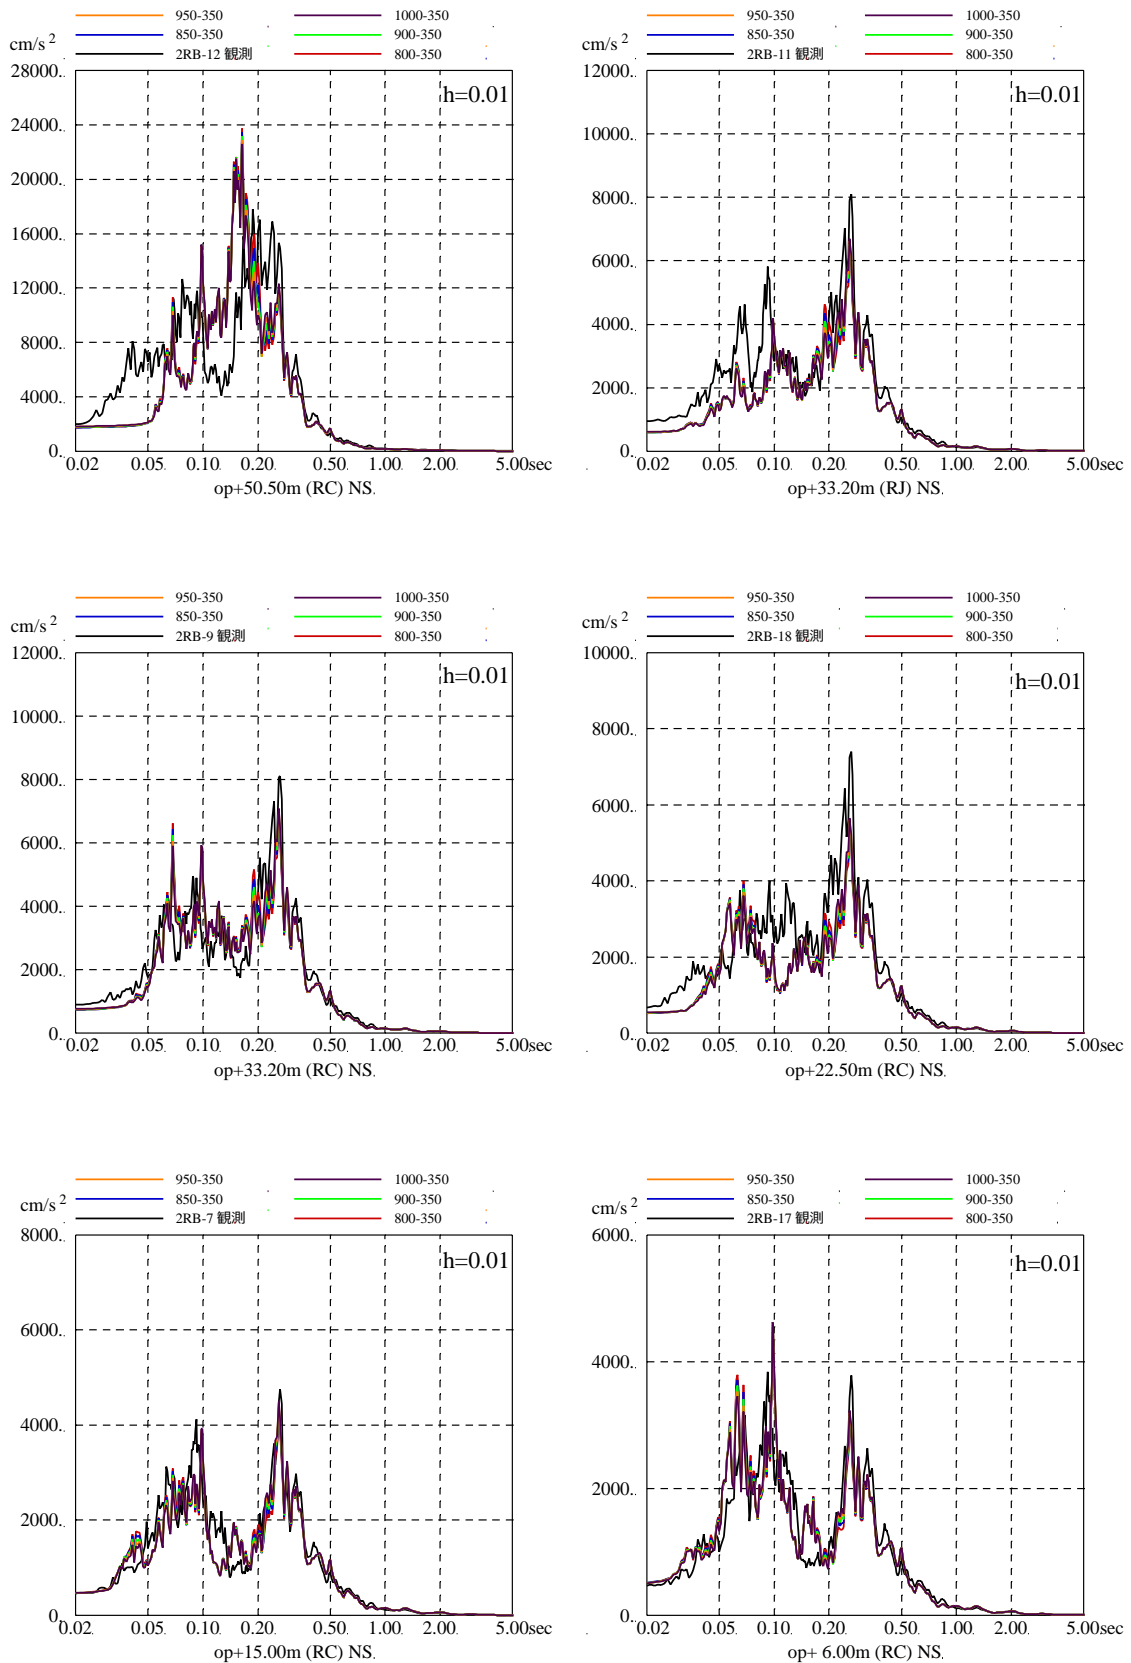 950-350 1000-350
850-350 900-350
2RB-12 観測 800-350
cm/s 2
28000.
24000.
20000.
16000.
12000.
8000.
4000.
0.
h=0.01
0.02 0.05 0.10 0.20 0.50 1.00 2.00 5.00sec
op+50.50m (RC) NS
950-350 1000-350
850-350 900-350
2RB-11 観測 800-350
cm/s 2
12000.
10000.
8000.
6000.
4000.
2000.
0.
h=0.01
0.02 0.05 0.10 0.20 0.50 1.00 2.00 5.00sec
op+33.20m (RJ) NS
950-350 1000-350
850-350 900-350
2RB-9 観測 800-350
cm/s 2
12000.
10000.
8000.
6000.
4000.
2000.
0.
h=0.01
0.02 0.05 0.10 0.20 0.50 1.00 2.00 5.00sec
op+33.20m (RC) NS
950-350 1000-350
850-350 900-350
2RB-18 観測 800-350
cm/s 2
10000.
8000.
6000.
4000.
2000.
0.
h=0.01
0.02 0.05 0.10 0.20 0.50 1.00 2.00 5.00sec
op+22.50m (RC) NS
950-350 1000-350
850-350 900-350
2RB-7 観測 800-350
cm/s 2
8000.
6000.
4000.
2000.
0.
h=0.01
0.02 0.05 0.10 0.20 0.50 1.00 2.00 5.00sec
op+15.00m (RC) NS
950-350 1000-350
850-350 900-350
2RB-17 観測 800-350
cm/s 2
6000.
4000.
2000.
0.
h=0.01
0.02 0.05 0.10 0.20 0.50 1.00 2.00 5.00sec
op+ 6.00m (RC) NS